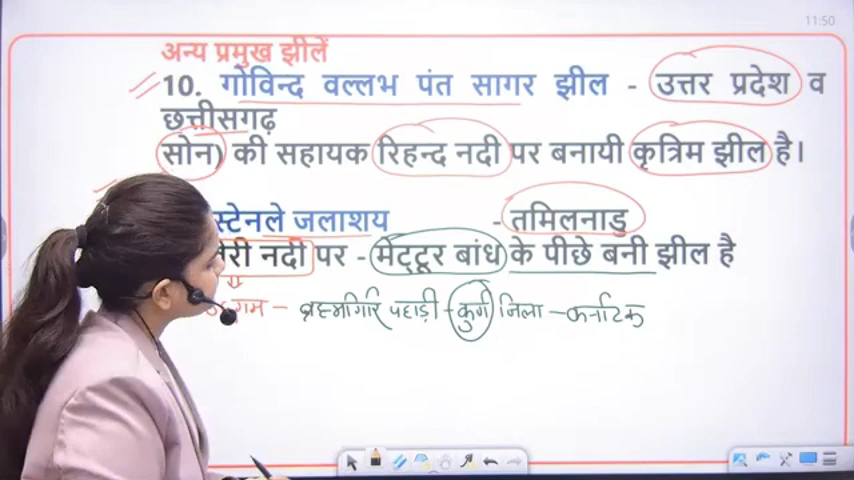 11:50
अन्य प्रमुख झीलें
10. गोविन्द वल्लभ पंत सागर झील - उत्तर प्रदेश व
छत्तीसगढ़
सोन) की सहायक रिहन्द नदी पर बनायी कृत्रिम झील है।
स्टेनले जलाशय - तमिलनाडु
नदी पर - मेट्टूर बांध के पीछे बनी झील है
- ब्रह्मगिरि पहाड़ी - कुर्ग जिला - कर्नाटक